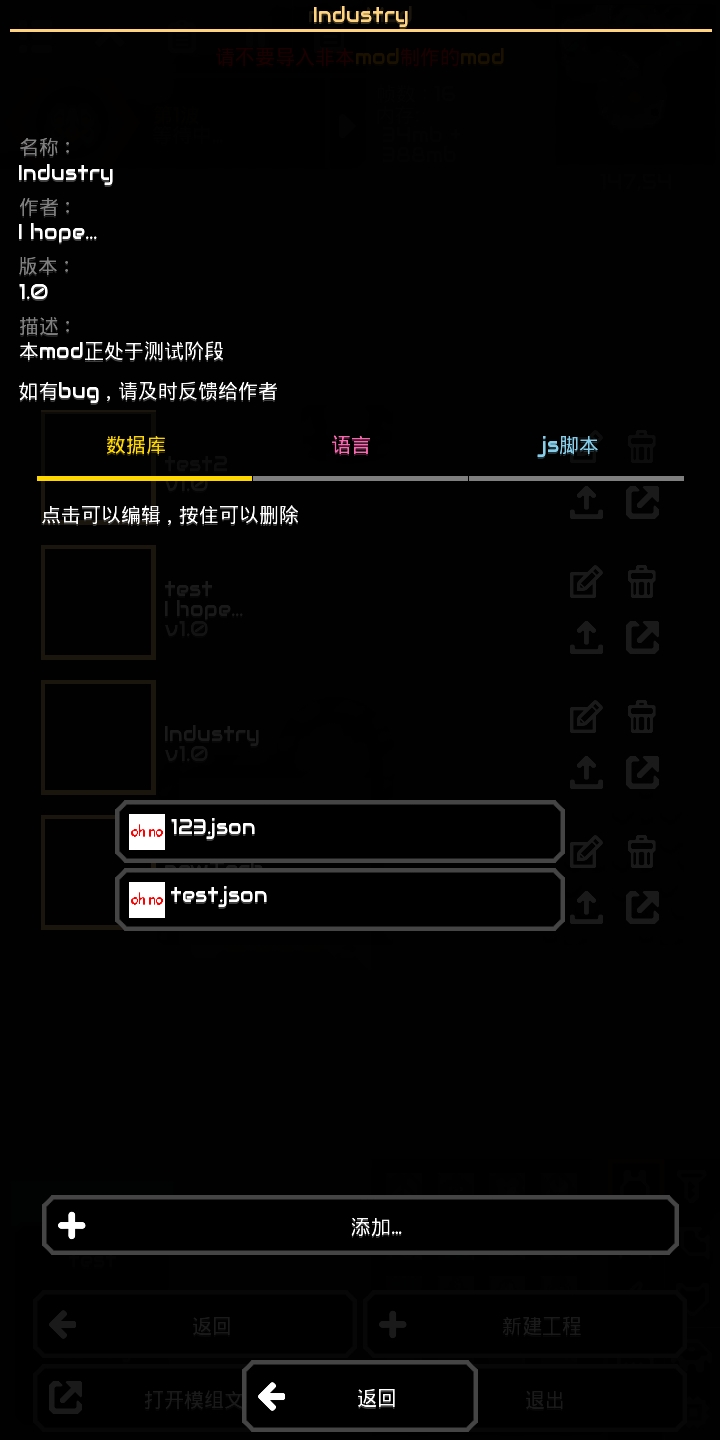 Industry
请不要导入非本mod制作的mod
名称：
Industry
作者：
I hope...
版本：
1.0
描述：
本mod正处于测试阶段
如有bug，请及时反馈给作者
数据库
语言
js脚本
test2
v1.0
点击可以编辑，按住可以删除
test
I hope...
v1.0
Industry
v1.0
oh no 123.json
oh no test.json
添加...
返回
新建工程
打开模组文
返回
退出